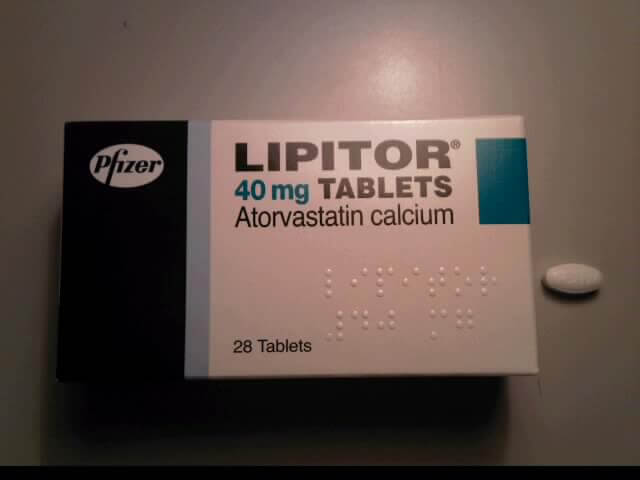 Pfizer
LIPITOR®
40 mg TABLETS
Atorvastatin calcium
28 Tablets